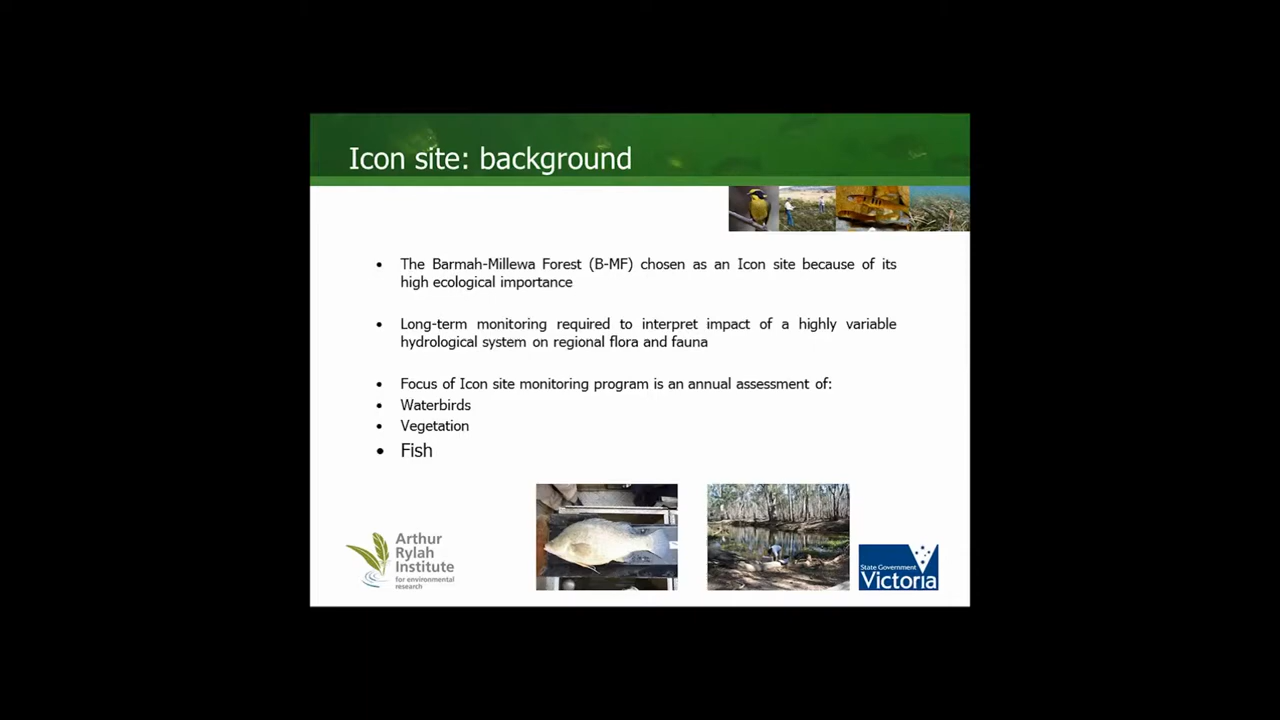 Icon site: background
• The Barmah-Millewa Forest (B-MF) chosen as an Icon site because of its
high ecological importance
• Long-term monitoring required to interpret impact of a highly variable
hydrological system on regional flora and fauna
• Focus of Icon site monitoring program is an annual assessment of:
• Waterbirds
• Vegetation
• Fish
Arthur
Rylah
Institute
for environmental
research
State Government
Victoria